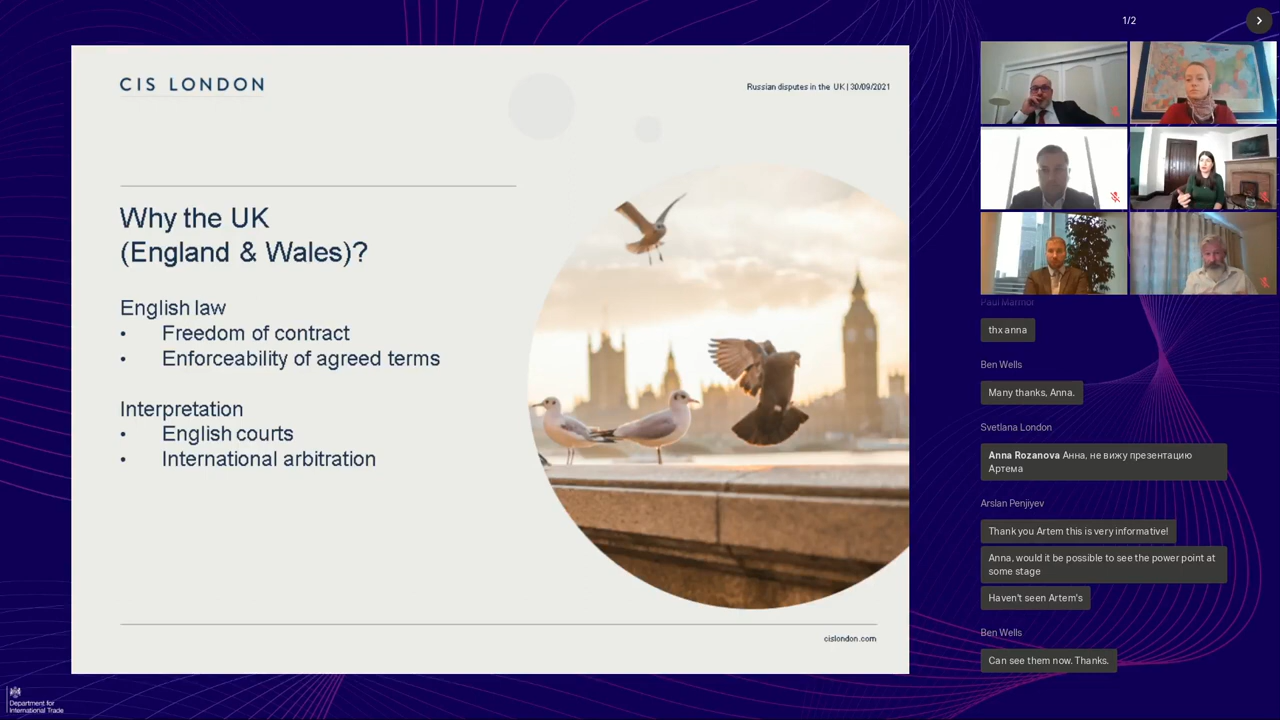 CIS LONDON
Russian disputes in the UK | 30/09/2021
Why the UK
(England & Wales)?
English law
• Freedom of contract
• Enforceability of agreed terms
Interpretation
• English courts
• International arbitration
cislondon.com
Department for
International Trade
1/2
Paul Marmor
thx anna
Ben Wells
Many thanks, Anna.
Svetlana London
Anna Rozanova Анна, не вижу презентацию
Артема
Arslan Penjiyev
Thank you Artem this is very informative!
Anna, would it be possible to see the power point at
some stage
Haven't seen Artem's
Ben Wells
Can see them now. Thanks.